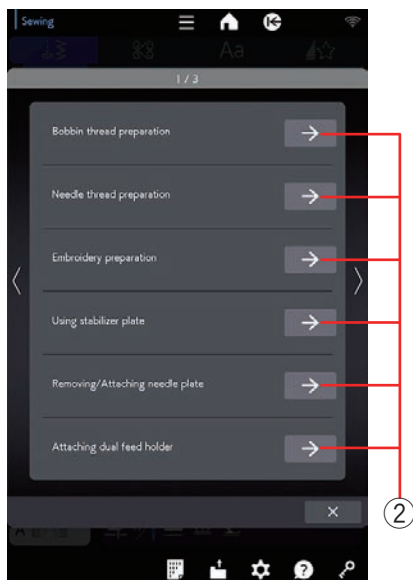 Sewing
Aa
1 / 3
Bobbin thread preparation
Needle thread preparation
Embroidery preparation
Using stabilizer plate
Removing/Attaching needle plate
Attaching dual feed holder
②